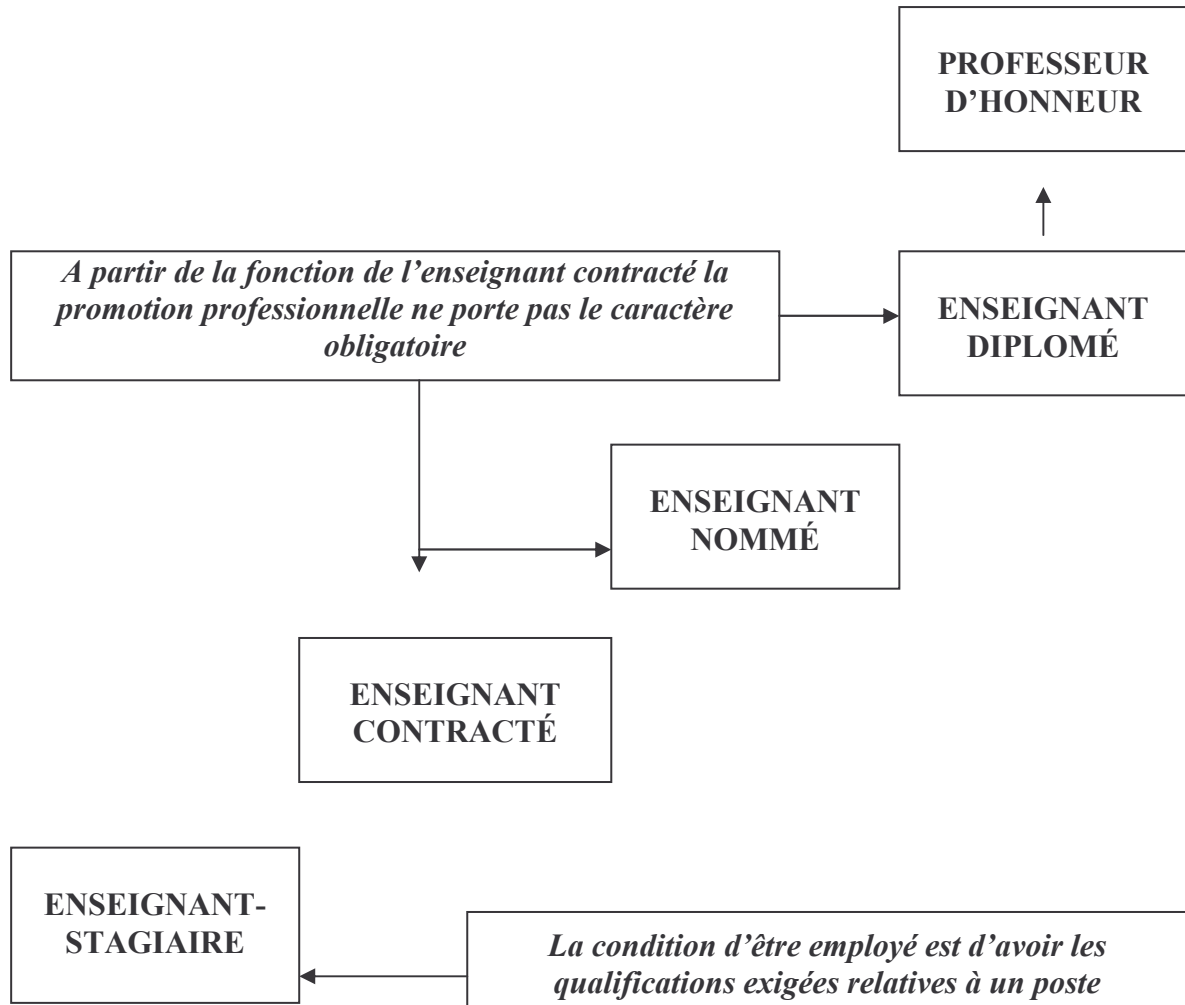 PROFESSEUR
D’HONNEUR
A partir de la fonction de l’enseignant contracté la
promotion professionnelle ne porte pas le caractère
obligatoire
ENSEIGNANT
DIPLOMÉ
ENSEIGNANT
NOMMÉ
ENSEIGNANT
CONTRACTÉ
ENSEIGNANT-
STAGIAIRE
La condition d’être employé est d’avoir les
qualifications exigées relatives à un poste